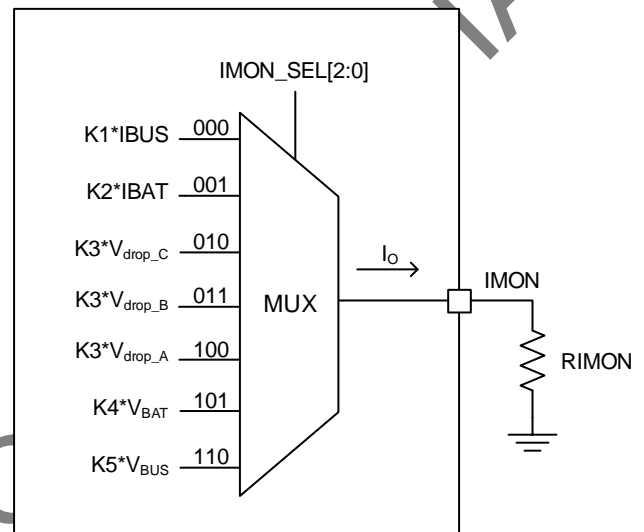 IMON_SEL[2:0]
K1*IBUS 000
K2*IBAT 001
K3*Vdrop_C 010
K3*Vdrop_B 011
K3*Vdrop_A 100
K4*VBAT 101
K5*VBUS 110
MUX
IO
IMON
RIMON